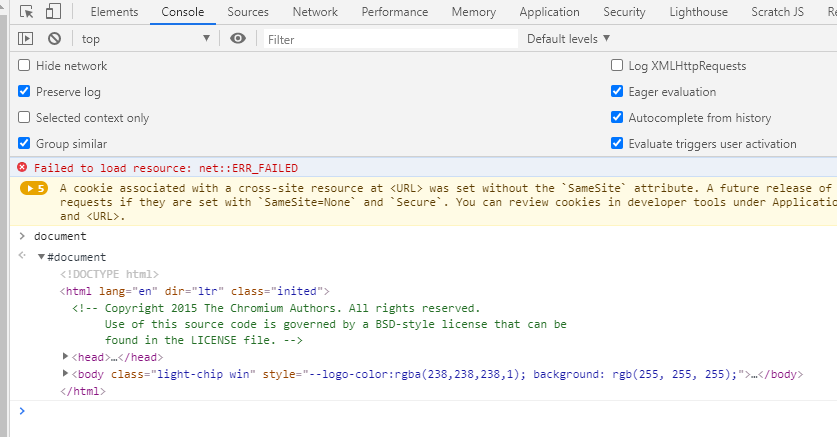 Elements Console Sources Network Performance Memory Application Security Lighthouse Scratch JS
top Filter Default levels
Hide network Log XMLHttpRequests
Preserve log Eager evaluation
Selected context only Autocomplete from history
Group similar Evaluate triggers user activation
Failed to load resource: net::ERR_FAILED
5 A cookie associated with a cross-site resource at <URL> was set without the `SameSite` attribute. A future release of
requests if they are set with `SameSite=None` and `Secure`. You can review cookies in developer tools under Applicatio
and <URL>.
document
#document
<!DOCTYPE html>
<html lang="en" dir="ltr" class="inited">
<!-- Copyright 2015 The Chromium Authors. All rights reserved.
Use of this source code is governed by a BSD-style license that can be
found in the LICENSE file. -->
<head>…</head>
<body class="light-chip win" style="--logo-color:rgba(238,238,238,1); background: rgb(255, 255, 255);">…</body>
</html>